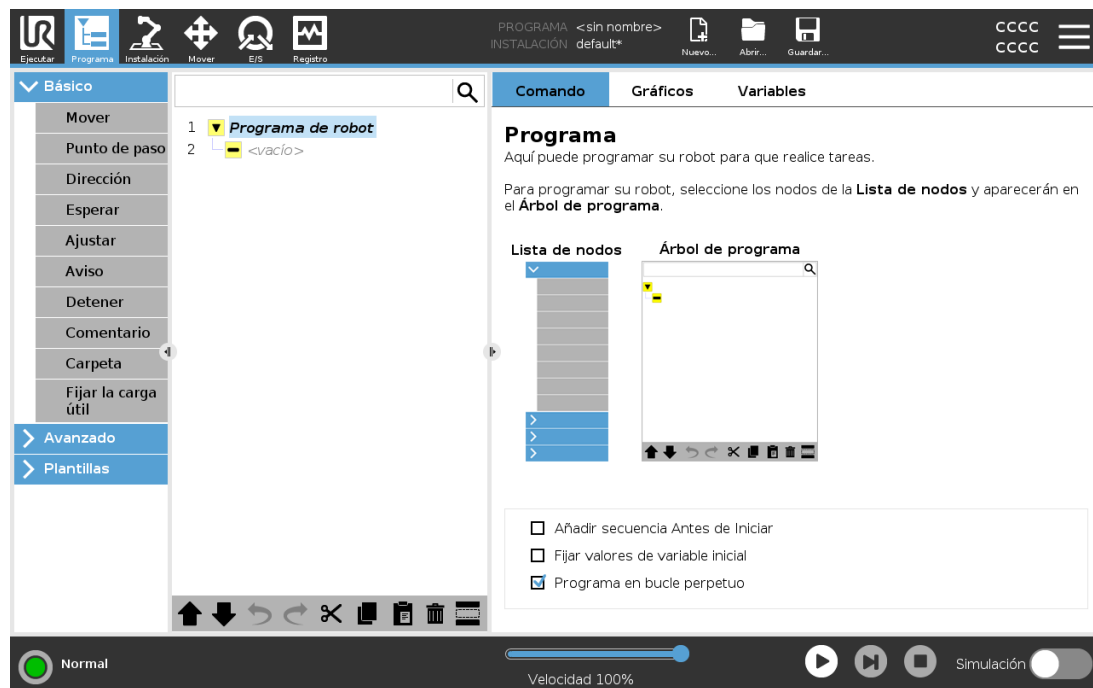 PROGRAMA <sin nombre>
INSTALACIÓN default*
Ejecutar
Programa
Instalación
Mover
E/S
Registro
Nuevo...
Abrir...
Guardar...
CCCC
CCCC
Básico
Mover
Punto de paso
Dirección
Esperar
Ajustar
Aviso
Detener
Comentario
Carpeta
Fijar la carga
útil
Avanzado
Plantillas
1 Programa de robot
2 <vacío>
Comando Gráficos Variables
Programa
Aquí puede programar su robot para que realice tareas.
Para programar su robot, seleccione los nodos de la Lista de nodos y aparecerán en
el Árbol de programa.
Lista de nodos Árbol de programa
Añadir secuencia Antes de Iniciar
Fijar valores de variable inicial
Programa en bucle perpetuo
Normal
Velocidad 100%
Simulación